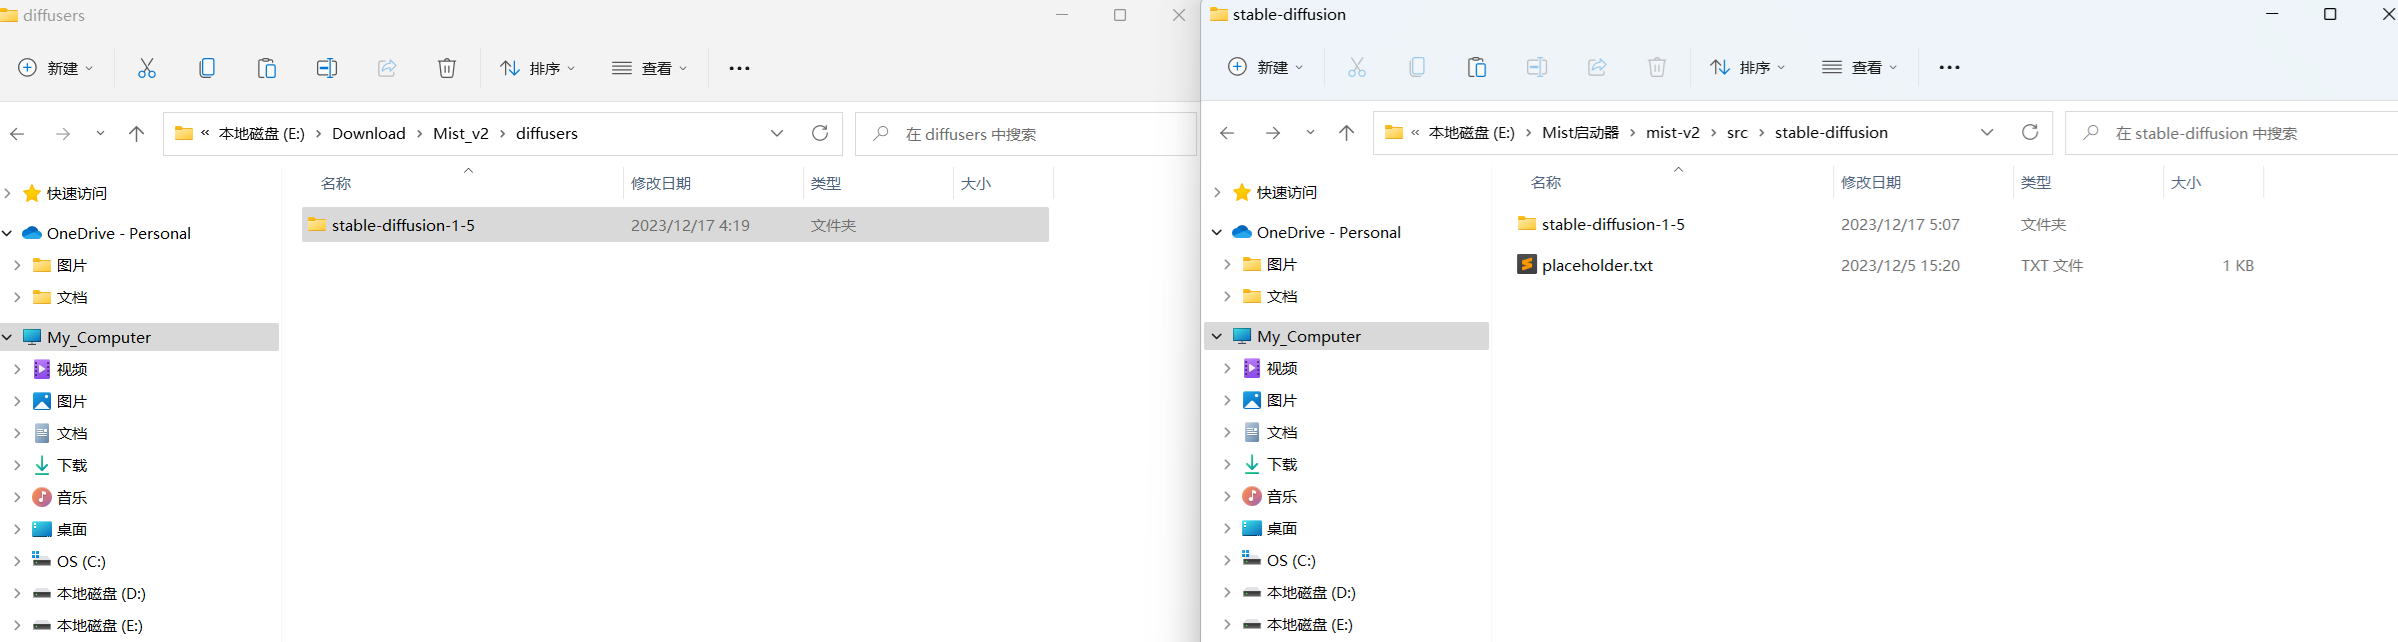 diffusers
新建
排序
查看
« 本地磁盘 (E:) > Download > Mist_v2 > diffusers
在 diffusers 中搜索
名称 修改日期 类型 大小
stable-diffusion-1-5 2023/12/17 4:19 文件夹
快速访问
OneDrive - Personal
图片
文档
My_Computer
视频
图片
文档
下载
音乐
桌面
OS (C:)
本地磁盘 (D:)
本地磁盘 (E:)
stable-diffusion
新建
排序
查看
« 本地磁盘 (E:) > Mist启动器 > mist-v2 > src > stable-diffusion
在 stable-diffusion 中搜索
名称 修改日期 类型 大小
stable-diffusion-1-5 2023/12/17 5:07 文件夹
placeholder.txt 2023/12/5 15:20 TXT 文件 1 KB
快速访问
OneDrive - Personal
图片
文档
My_Computer
视频
图片
文档
下载
音乐
桌面
OS (C:)
本地磁盘 (D:)
本地磁盘 (E:)